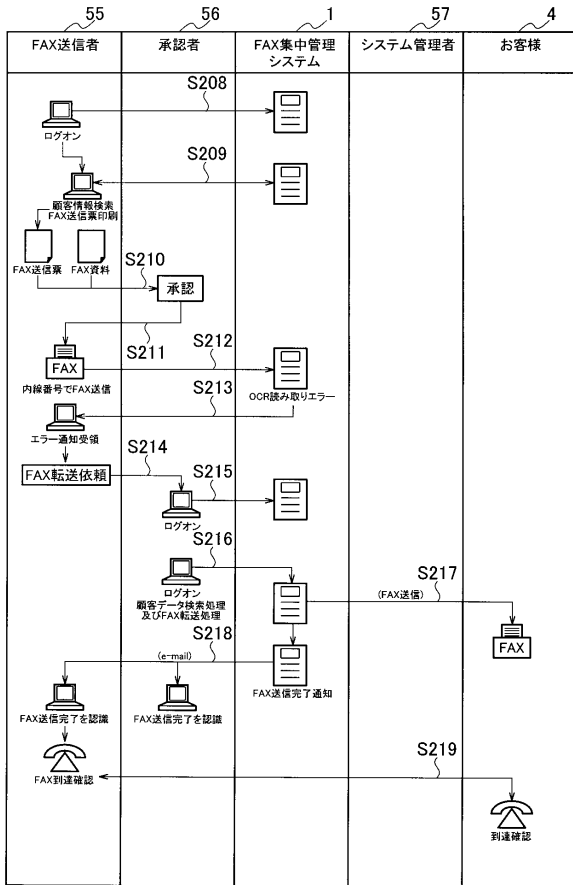 55
56
1
57
4
FAX送信者
承認者
FAX集中管理
システム
システム管理者
お客様
S208
ログオン
S209
顧客情報検索
FAX送信票印刷
FAX送信票
FAX資料
S210
承認
S211
S212
FAX
内線番号でFAX送信
OCR読み取りエラー
S213
エラー通知受領
S214
FAX転送依頼
S215
ログオン
S216
ログオン
顧客データ検索処理
及びFAX転送処理
S217
(FAX送信)
FAX
S218
(e-mail)
FAX送信完了通知
FAX送信完了を認識
FAX送信完了を認識
S219
FAX到達確認
到達確認